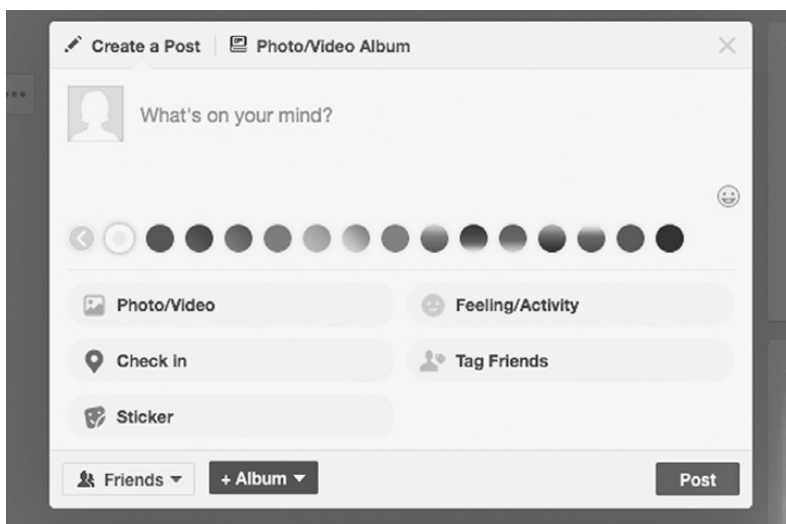 Create a Post Photo/Video Album
What's on your mind?
Photo/Video Feeling/Activity
Check in Tag Friends
Sticker
Friends + Album Post